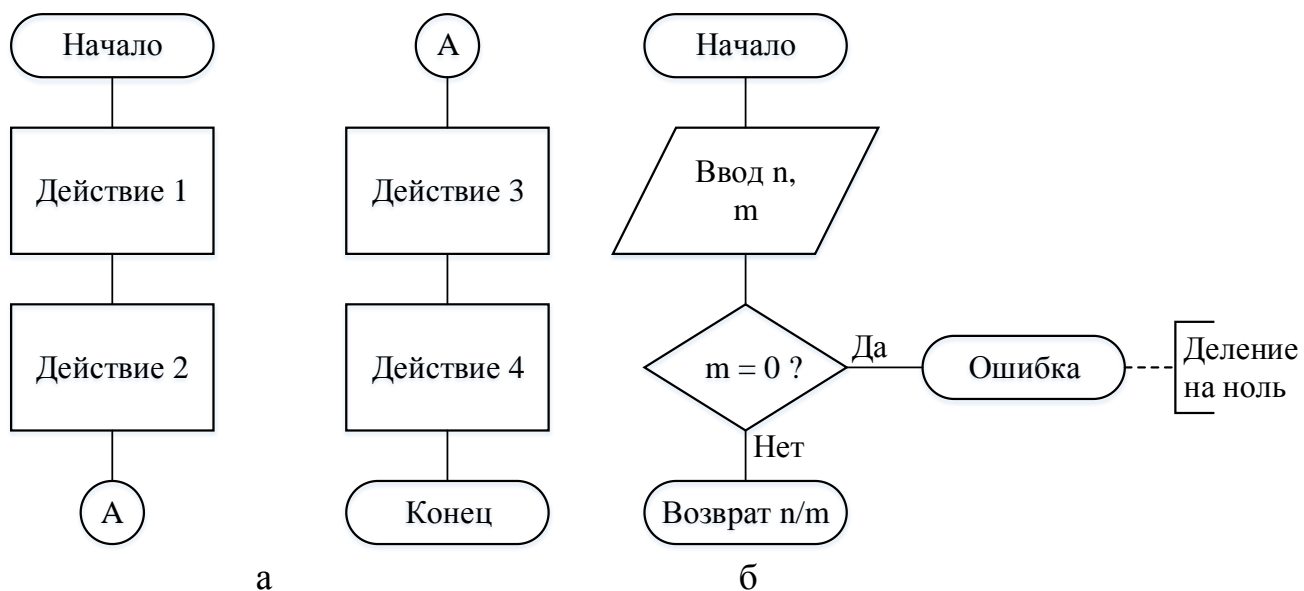 Начало
Действие 1
Действие 2
А
А
Действие 3
Действие 4
Конец
а
Начало
Ввод n,
m
m = 0 ?
Да
Ошибка
Деление
на ноль
Нет
Возврат n/m
б